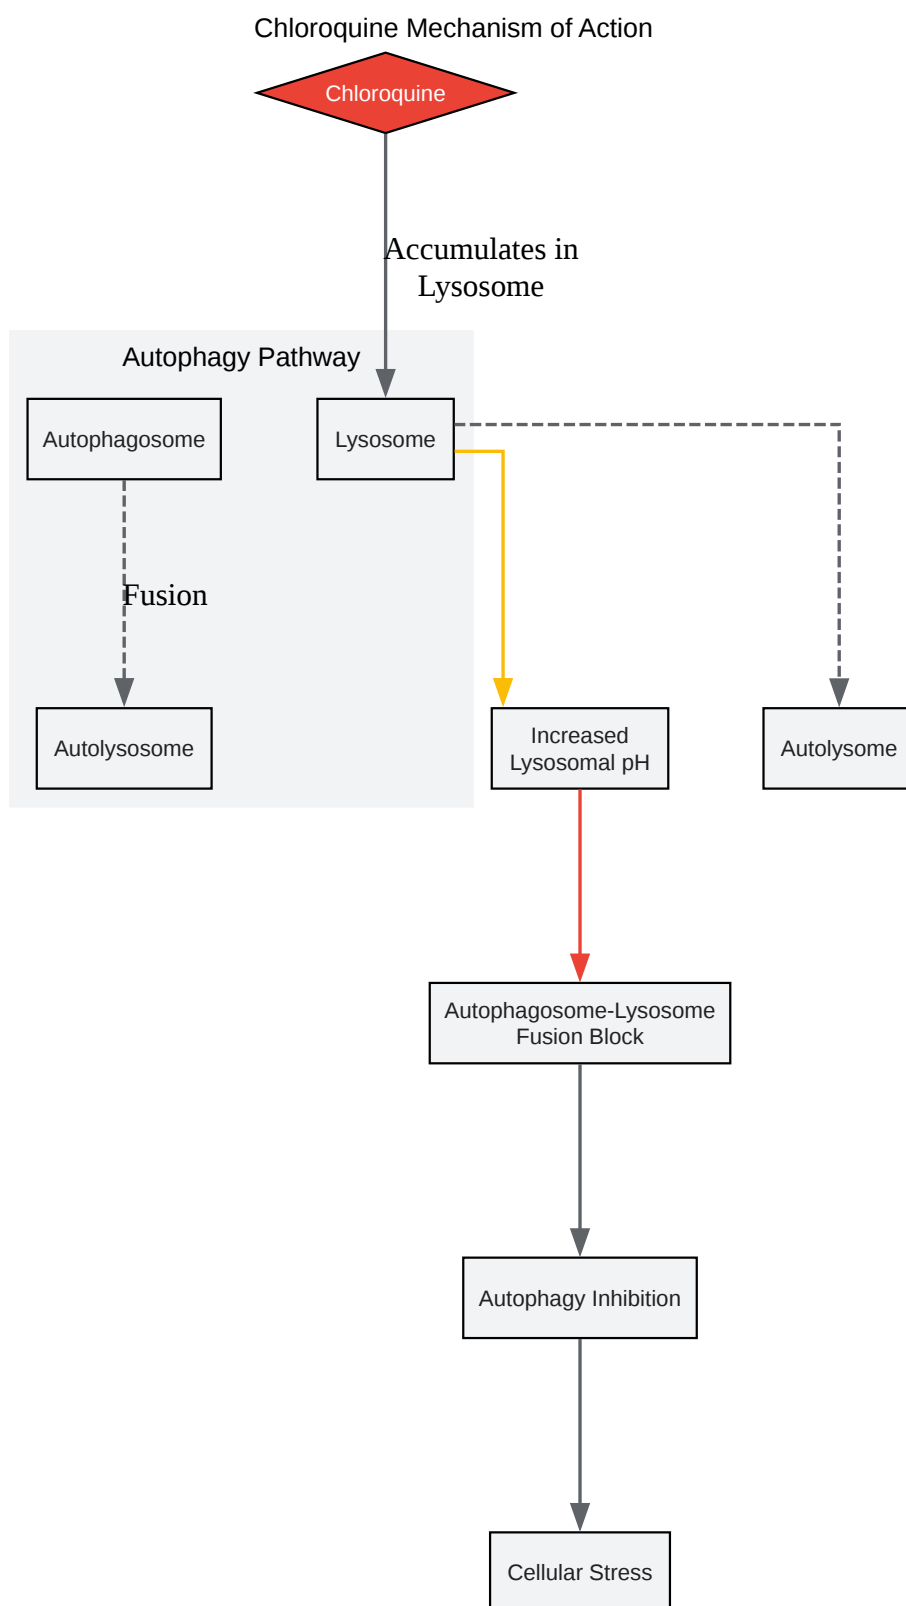 Chloroquine Mechanism of Action
Chloroquine
Accumulates in
Lysosome
Autophagy Pathway
Autophagosome
Lysosome
Fusion
Autolysosome
Increased
Lysosomal pH
Autolysome
Autophagosome-Lysosome
Fusion Block
Autophagy Inhibition
Cellular Stress